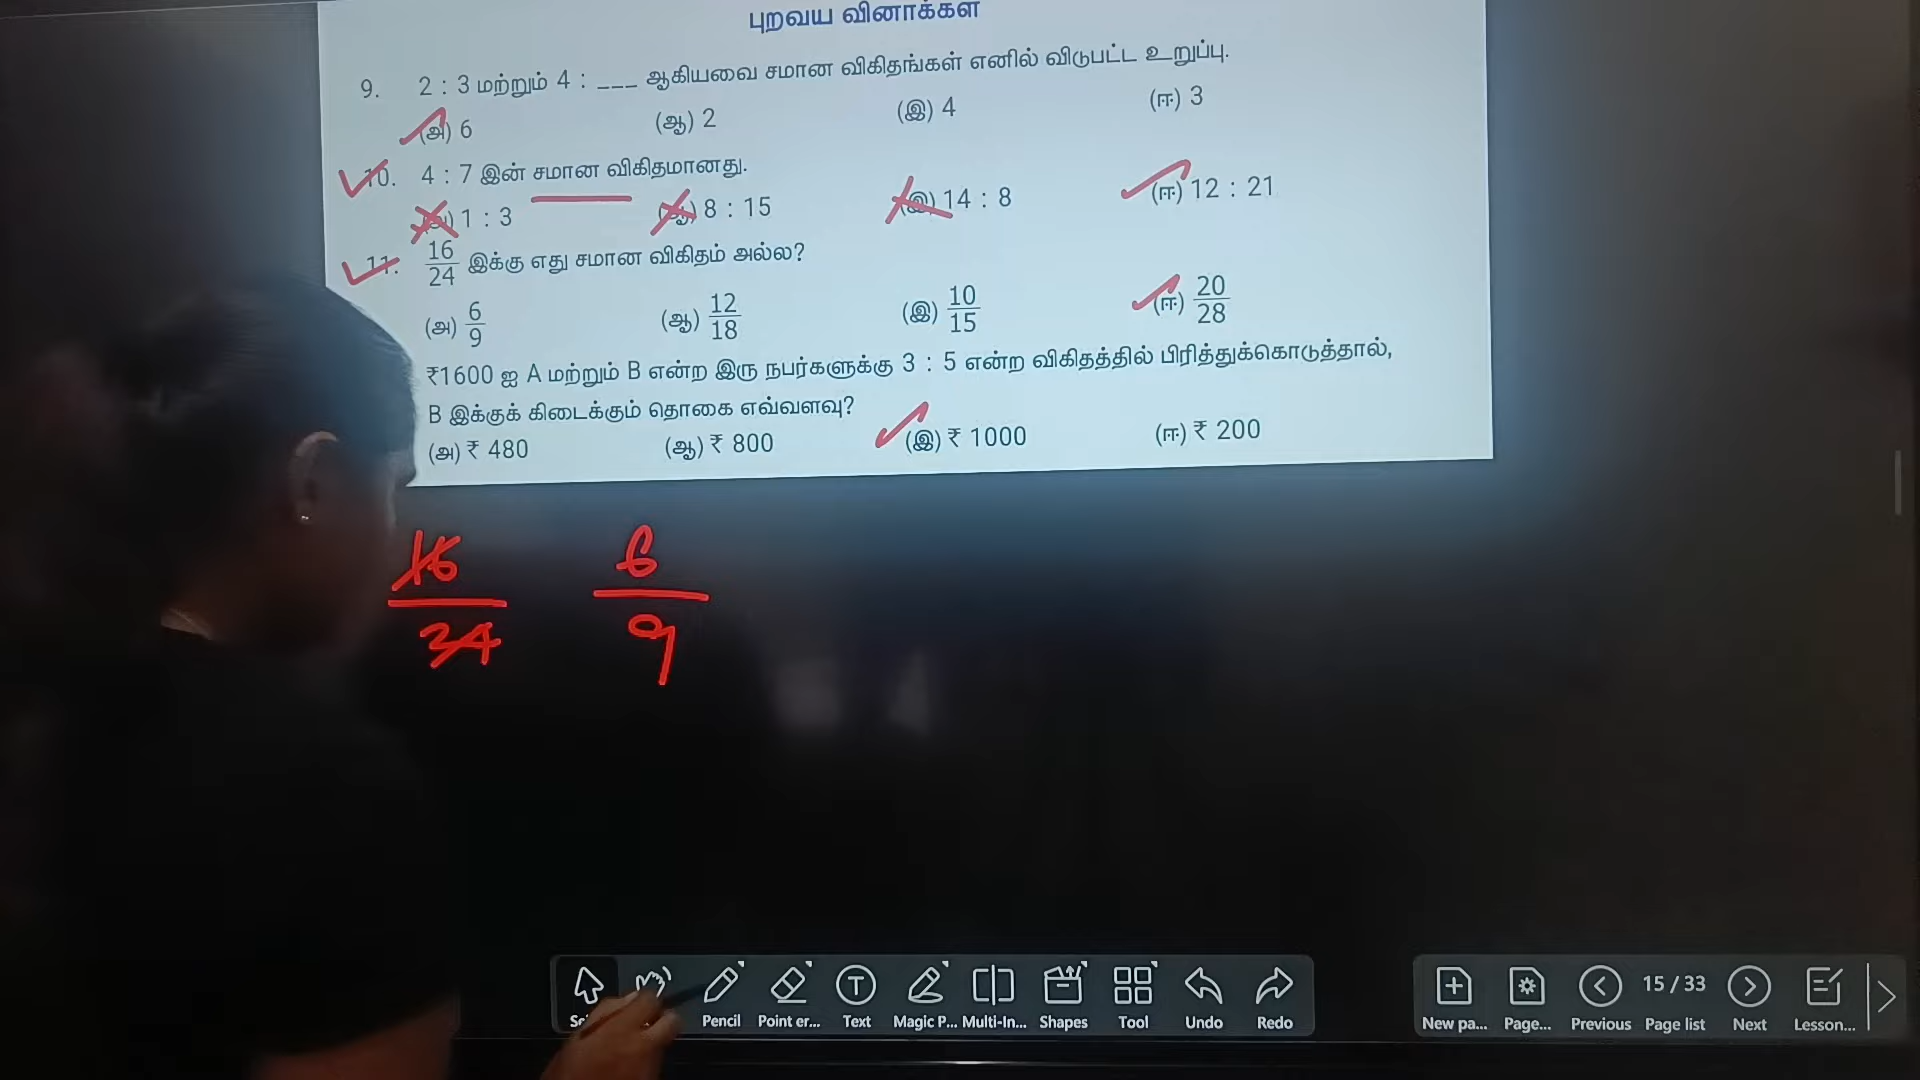 புறவய வினாக்கள்
9. 2 : 3 மற்றும் 4 : ___ ஆகியவை சமான விகிதங்கள் எனில் விடுபட்ட உறுப்பு.
(அ) 6 (ஆ) 2 (இ) 4 (ஈ) 3
10. 4 : 7 இன் சமான விகிதமானது.
(அ) 1 : 3 (ஆ) 8 : 15 (இ) 14 : 8 (ஈ) 12 : 21
11. 16/24 இக்கு எது சமான விகிதம் அல்ல?
(அ) 6/9 (ஆ) 12/18 (இ) 10/15 (ஈ) 20/28
₹1600 ஐ A மற்றும் B என்ற இரு நபர்களுக்கு 3 : 5 என்ற விகிதத்தில் பிரித்துக்கொடுத்தால்,
B இக்குக் கிடைக்கும் தொகை எவ்வளவு?
(அ) ₹ 480 (ஆ) ₹ 800 (இ) ₹ 1000 (ஈ) ₹ 200
16/24 6/9
Pencil Point er... Text Magic P... Multi-In... Shapes Tool Undo Redo
New pa... Page... Previous 15 / 33 Page list Next Lesson...